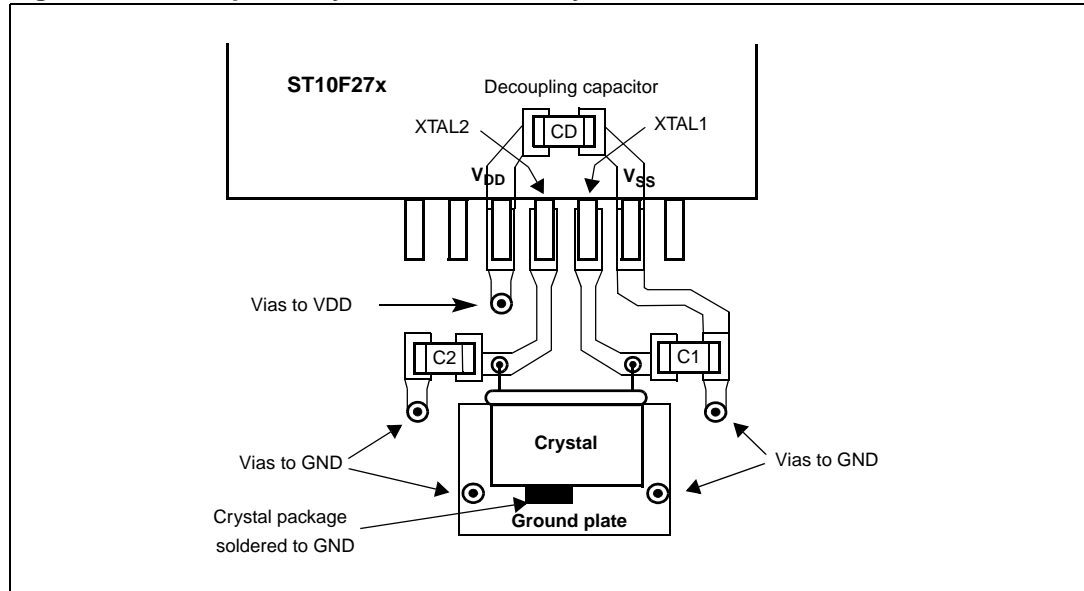 ST10F27x
Decoupling capacitor
XTAL2
CD
XTAL1
VDD
VSS
Vias to VDD
C2
C1
Crystal
Vias to GND
Vias to GND
Crystal package
soldered to GND
Ground plate